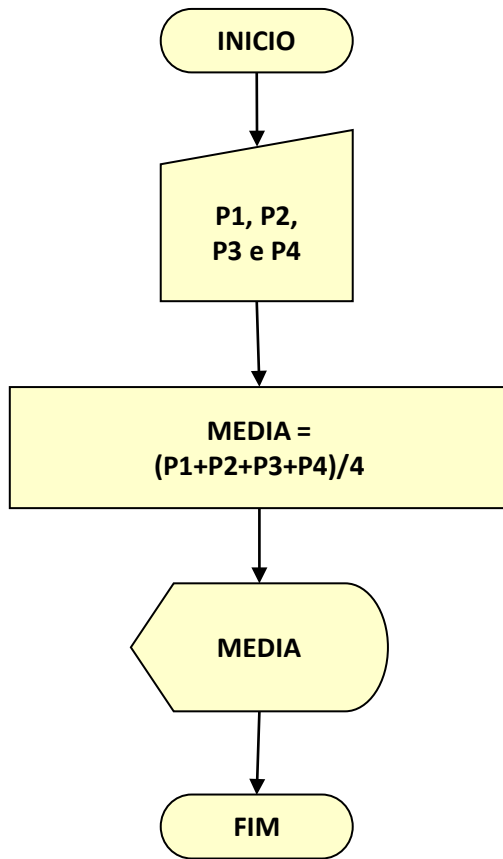 INICIO
P1, P2,
P3 e P4
MEDIA =
(P1+P2+P3+P4)/4
MEDIA
FIM